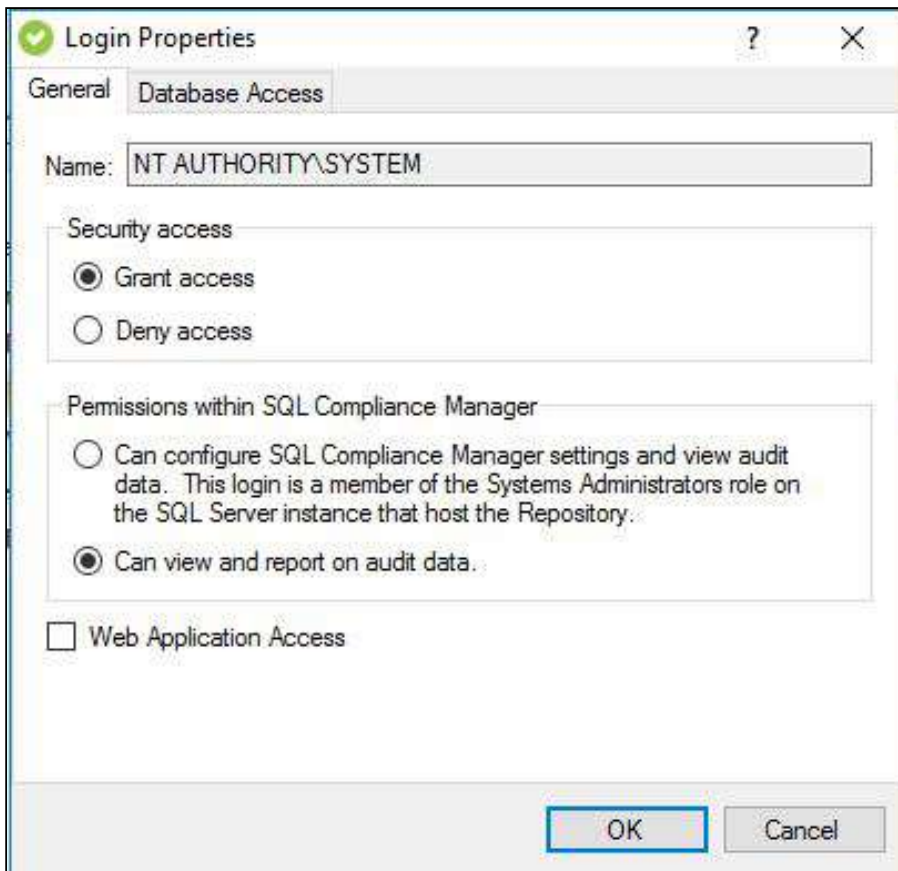 Login Properties ? X
General Database Access
Name: NT AUTHORITY\SYSTEM
Security access
Grant access
Deny access
Permissions within SQL Compliance Manager
Can configure SQL Compliance Manager settings and view audit
data. This login is a member of the Systems Administrators role on
the SQL Server instance that host the Repository.
Can view and report on audit data.
Web Application Access
OK Cancel